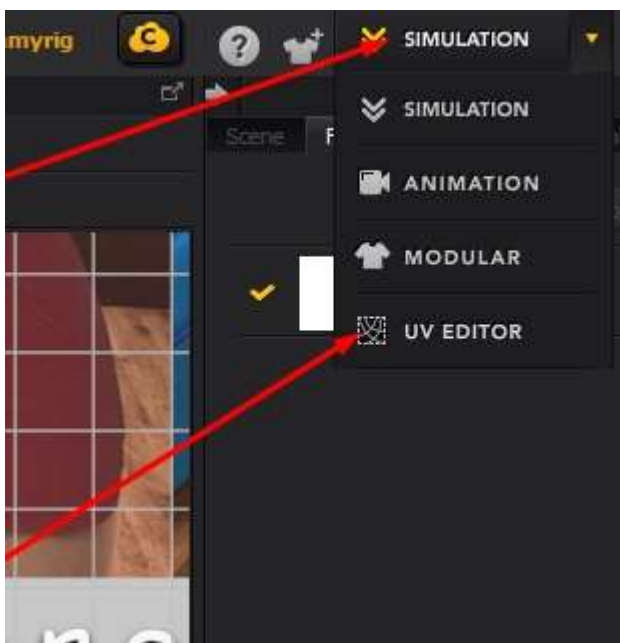 myrig C ? SIMULATION
SIMULATION
Scene F
ANIMATION
MODULAR
UV EDITOR